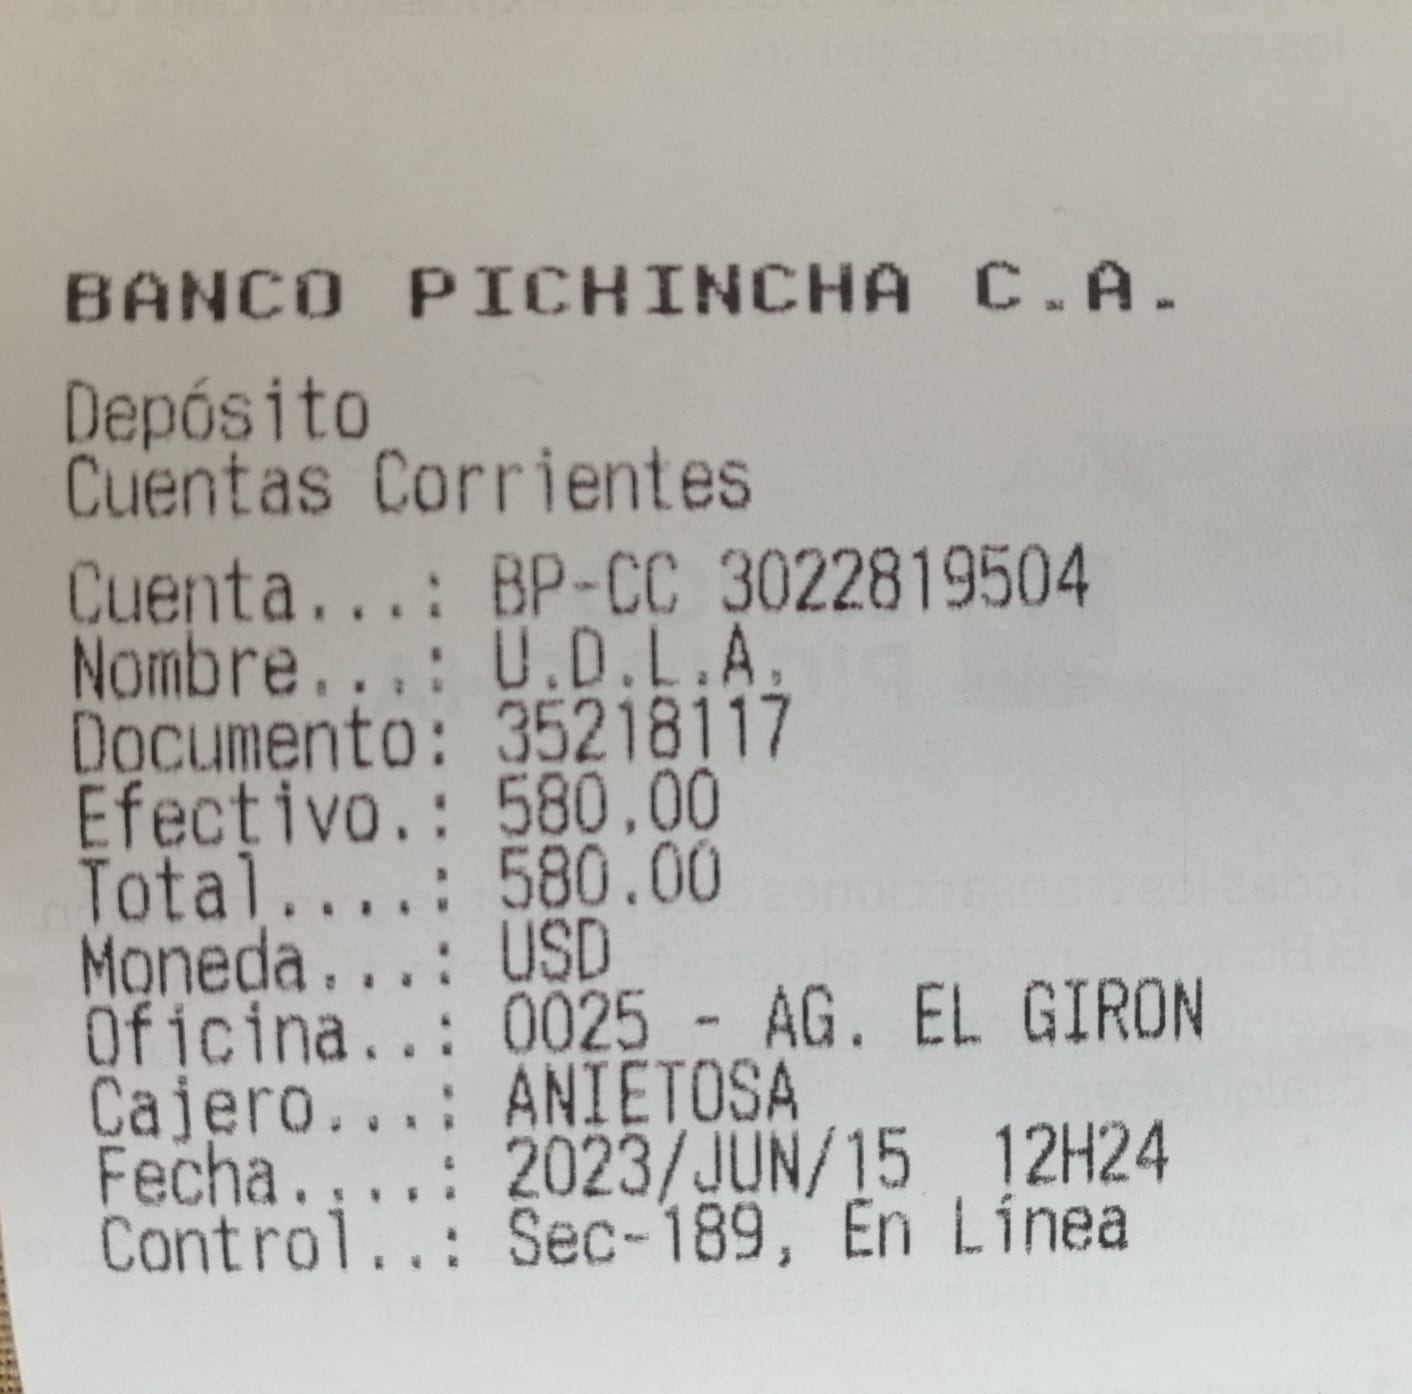 BANCO PICHINCHA C.A.
Depósito
Cuentas Corrientes
Cuenta...: BP-CC 3022819504
Nombre...: U.D.L.A.
Documento: 35218117
Efectivo.: 580.00
Total....: 580.00
Moneda...: USD
Oficina..: 0025 - AG. EL GIRON
Cajero...: ANIETOSA
Fecha....: 2023/JUN/15  12H24
Control..: Sec-189, En Línea